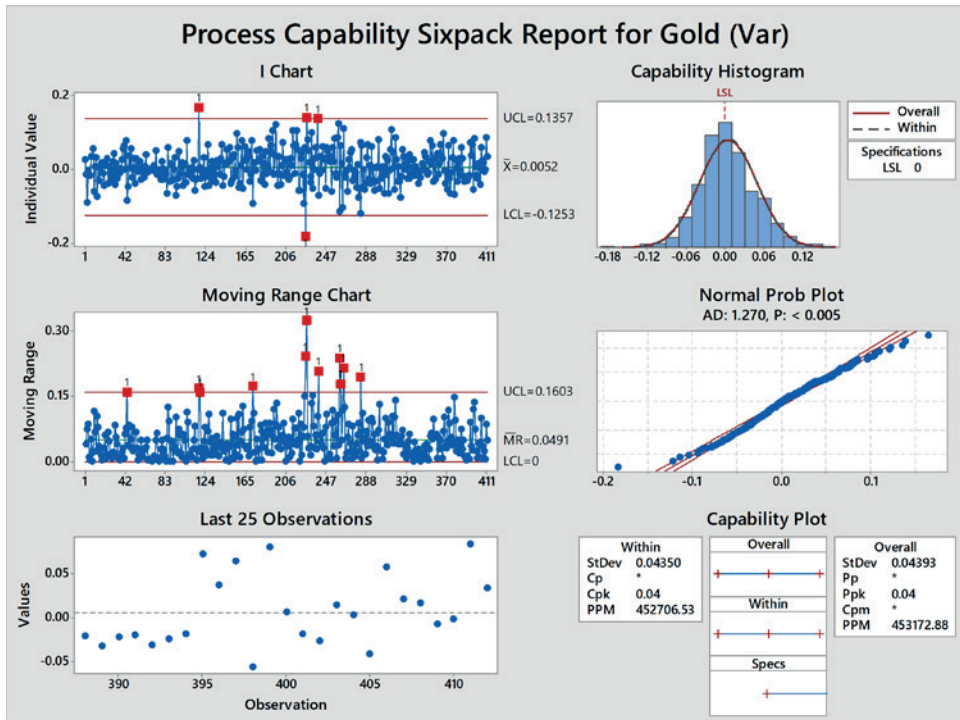 Process Capability Sixpack Report for Gold (Var)
I Chart
Individual Value
0.2
0.1
0.0
-0.2
1 42 83 124 165 206 247 288 329 370 411
1
1
1
1
UCL=0.1357
X̿=0.0052
LCL=-0.1253
Moving Range Chart
Moving Range
0.30
0.15
0.00
1 42 83 124 165 206 247 288 329 370 411
1
1
1
1
1
1
1
1
1
1
UCL=0.1603
M̅R̅=0.0491
LCL=0
Last 25 Observations
Values
0.05
0.00
-0.05
390 395 400 405 410
Observation
Capability Histogram
LSL
-0.18 -0.12 -0.06 0.00 0.06 0.12
Overall
Within
Specifications
LSL 0
Normal Prob Plot
AD: 1.270, P: < 0.005
-0.2 -0.1 0.0 0.1
Capability Plot
Within
StDev 0.04350
Cp *
Cpk 0.04
PPM 452706.53
Overall
Within
Specs
Overall
StDev 0.04393
Pp *
Ppk 0.04
Cpm *
PPM 453172.88